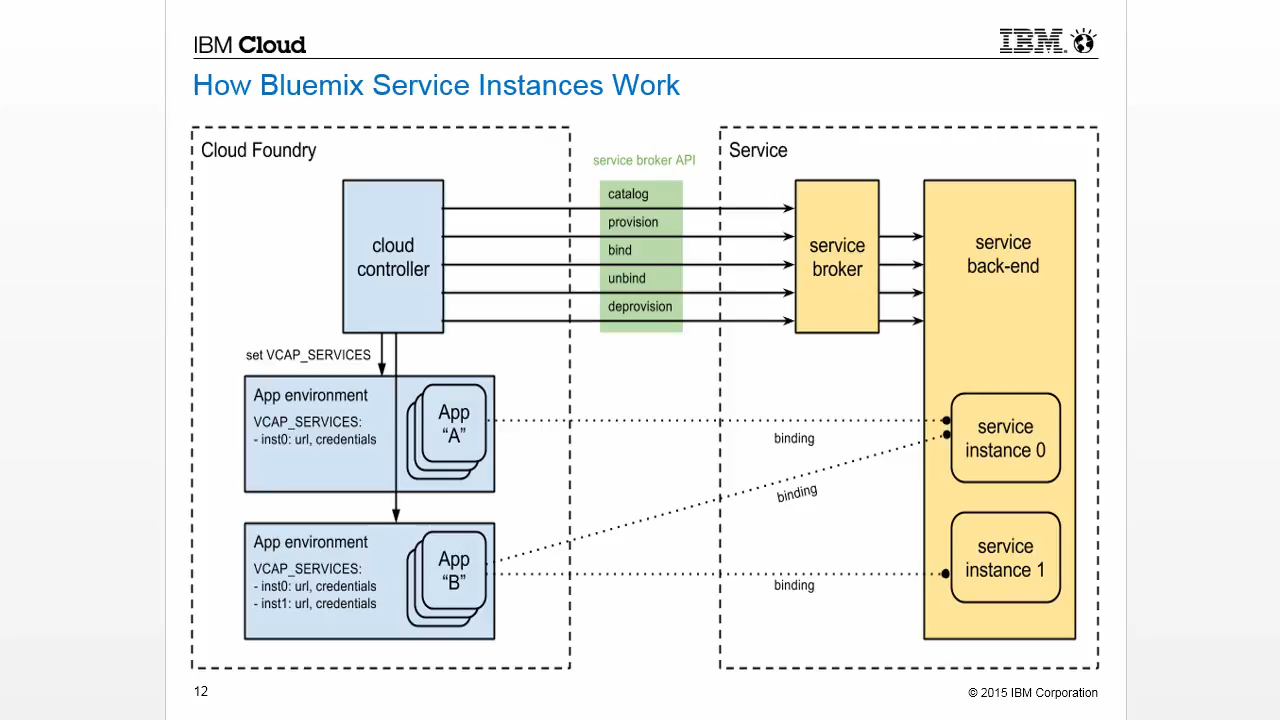 IBM Cloud
IBM
How Bluemix Service Instances Work
Cloud Foundry
service broker API
Service
cloud
controller
catalog
provision
bind
unbind
deprovision
service
broker
service
back-end
set VCAP_SERVICES
App environment
VCAP_SERVICES:
- inst0: url, credentials
App
“A”
binding
service
instance 0
binding
App environment
VCAP_SERVICES:
- inst0: url, credentials
- inst1: url, credentials
App
“B”
binding
service
instance 1
12
© 2015 IBM Corporation